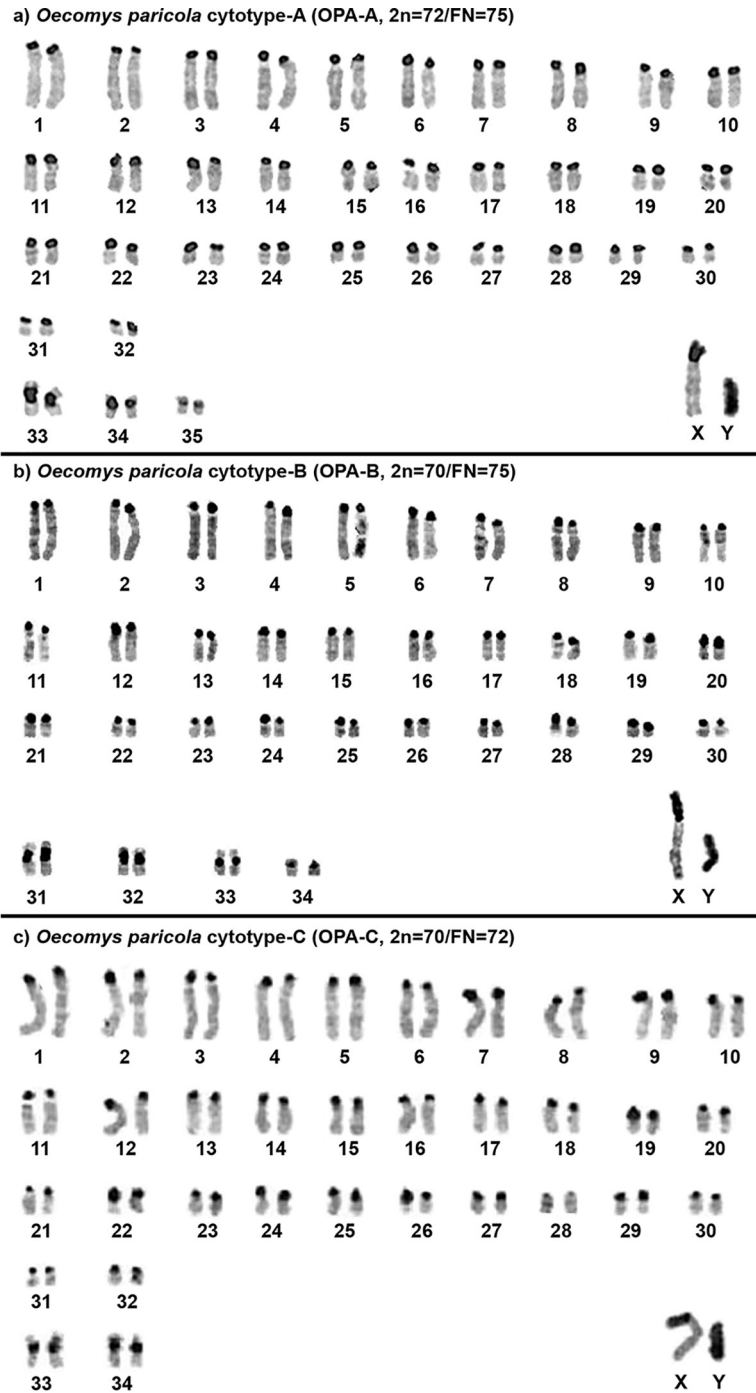 a) Oecomys paricola cytotype-A (OPA-A, 2n=72/FN=75)
1 2 3 4 5 6 7 8 9 10
11 12 13 14 15 16 17 18 19 20
21 22 23 24 25 26 27 28 29 30
31 32
33 34 35 X Y
b) Oecomys paricola cytotype-B (OPA-B, 2n=70/FN=75)
1 2 3 4 5 6 7 8 9 10
11 12 13 14 15 16 17 18 19 20
21 22 23 24 25 26 27 28 29 30
31 32 33 34 X Y
c) Oecomys paricola cytotype-C (OPA-C, 2n=70/FN=72)
1 2 3 4 5 6 7 8 9 10
11 12 13 14 15 16 17 18 19 20
21 22 23 24 25 26 27 28 29 30
31 32
33 34 X Y